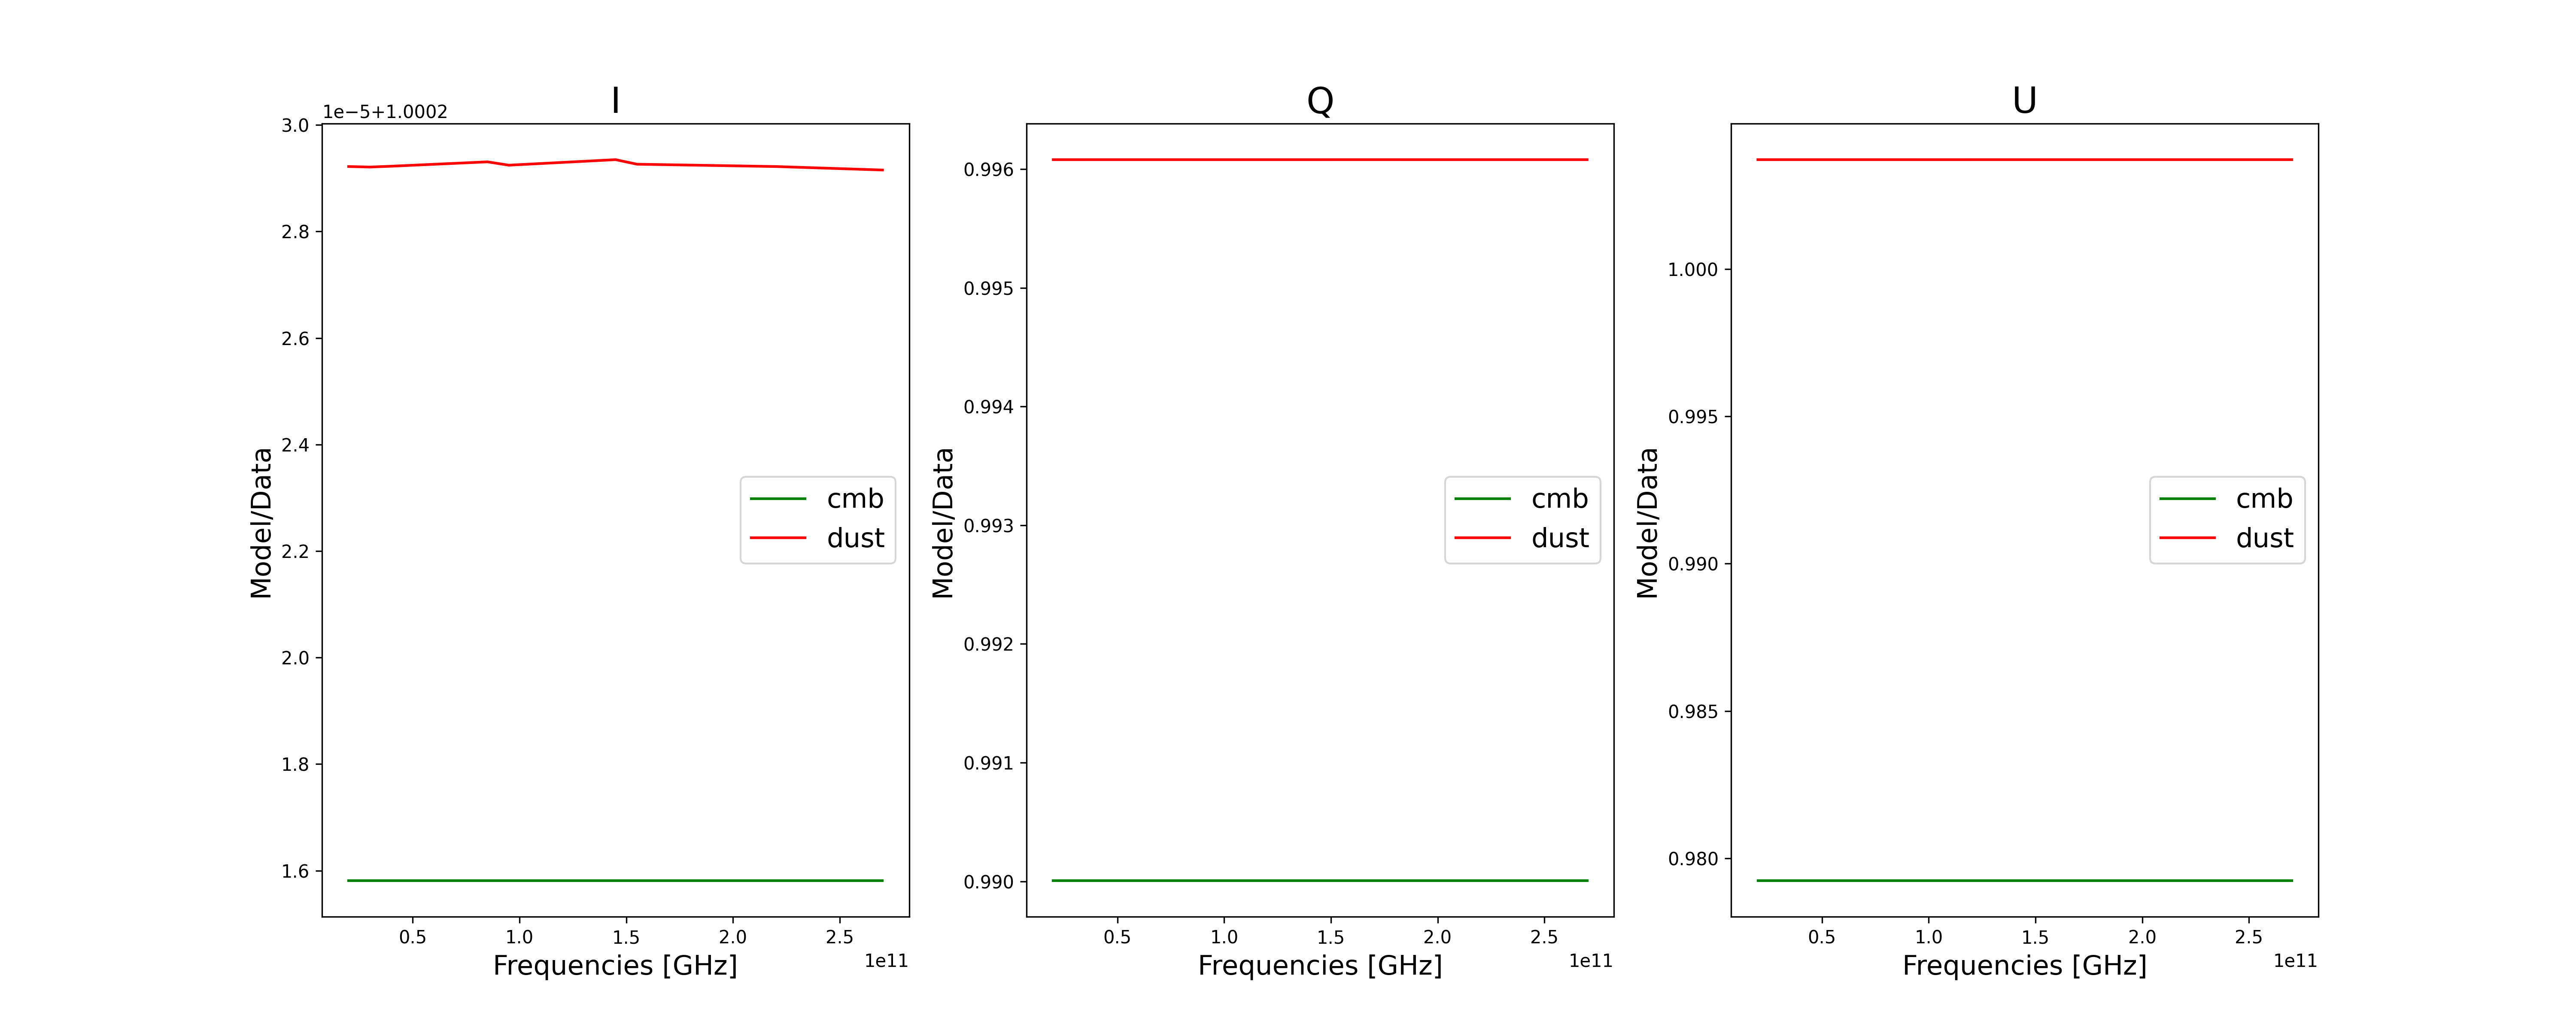 I
1e−5+1.0002
3.0
2.8
2.6
2.4
2.2
2.0
1.8
1.6
Model/Data
cmb
dust
0.5 1.0 1.5 2.0 2.5
Frequencies [GHz] 1e11
Q
0.996
0.995
0.994
0.993
0.992
0.991
0.990
Model/Data
cmb
dust
0.5 1.0 1.5 2.0 2.5
Frequencies [GHz] 1e11
U
1.000
0.995
0.990
0.985
0.980
Model/Data
cmb
dust
0.5 1.0 1.5 2.0 2.5
Frequencies [GHz] 1e11